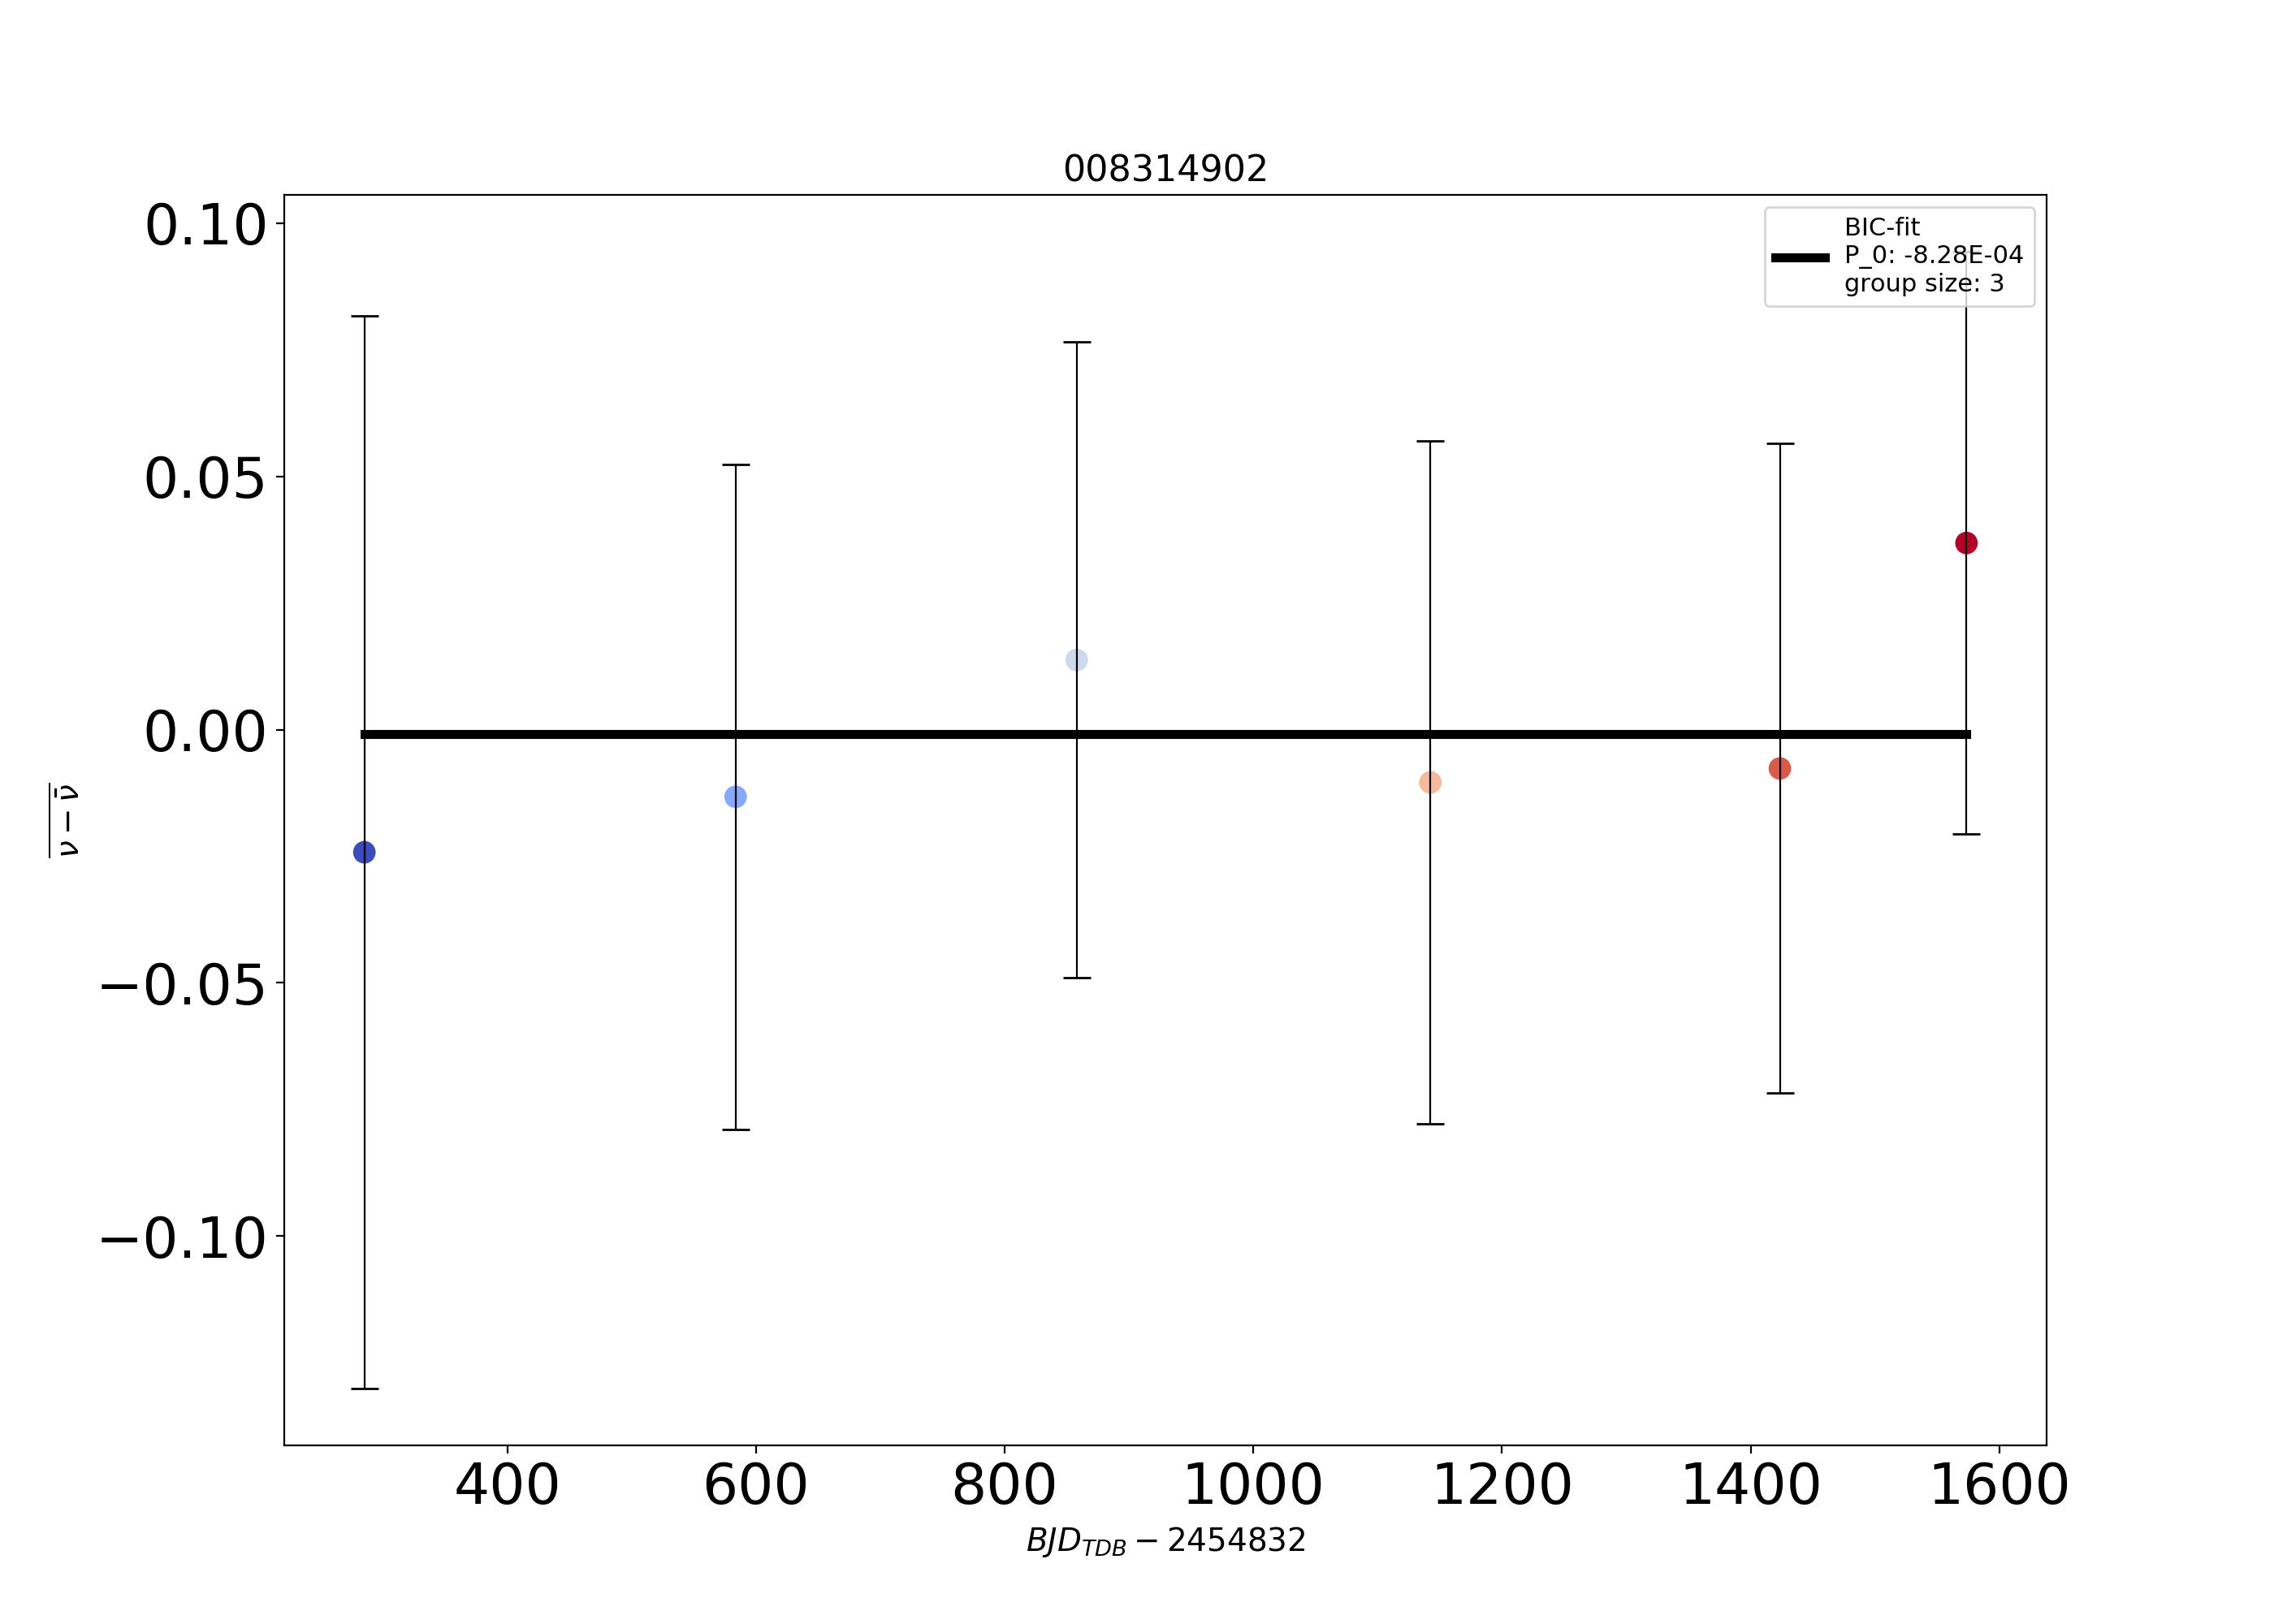 008314902
BIC-fit
P_0: -8.28E-04
group size: 3
0.10
0.05
0.00
−0.05
−0.10
ν − ν̄
400 600 800 1000 1200 1400 1600
BJD_TDB − 2454832